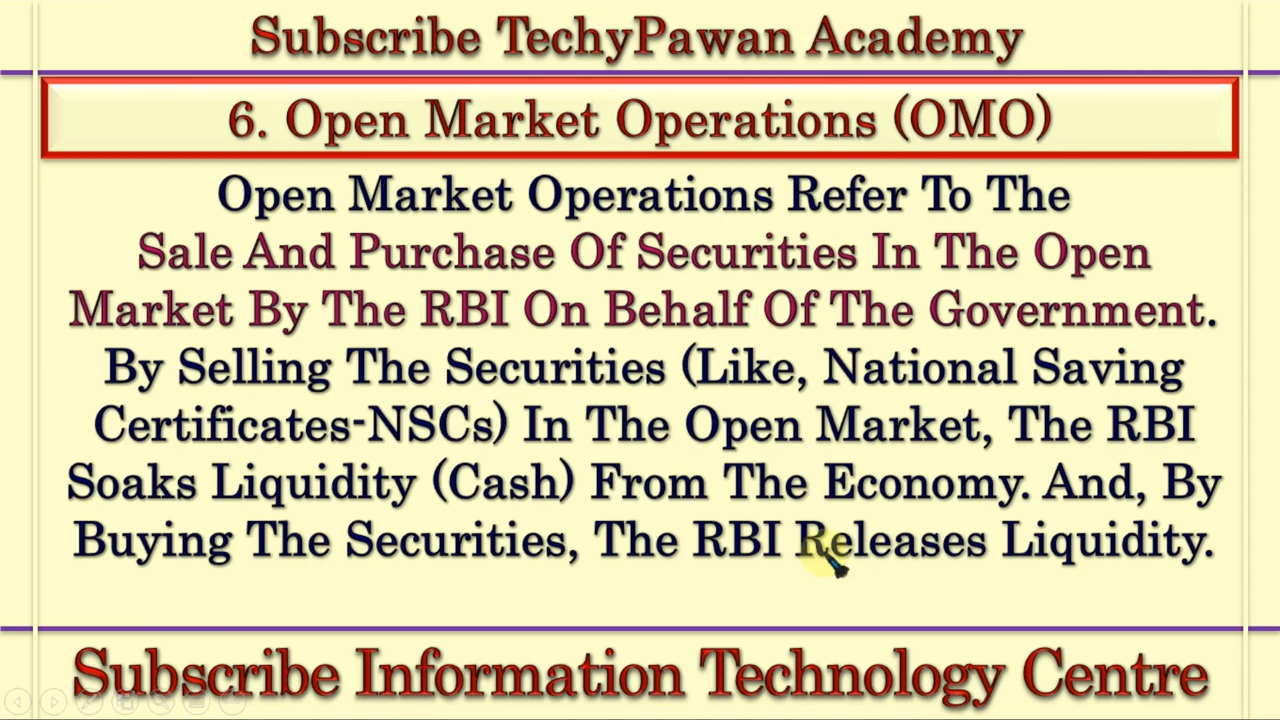 Subscribe TechyPawan Academy
6. Open Market Operations (OMO)
Open Market Operations Refer To The
Sale And Purchase Of Securities In The Open
Market By The RBI On Behalf Of The Government.
By Selling The Securities (Like, National Saving
Certificates-NSCs) In The Open Market, The RBI
Soaks Liquidity (Cash) From The Economy. And, By
Buying The Securities, The RBI Releases Liquidity.
Subscribe Information Technology Centre